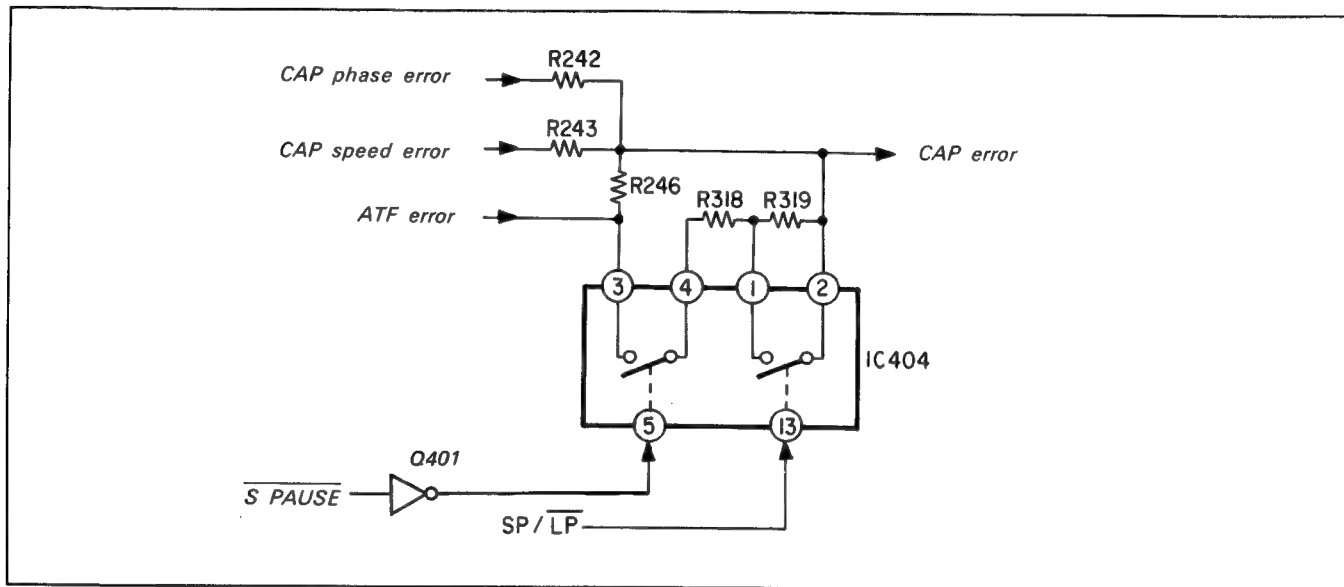 R242
CAP phase error
R243
CAP speed error
CAP error
R246
R318 R319
ATF error
3 4 1 2
IC404
5 13
Q401
S PAUSE
SP/LP